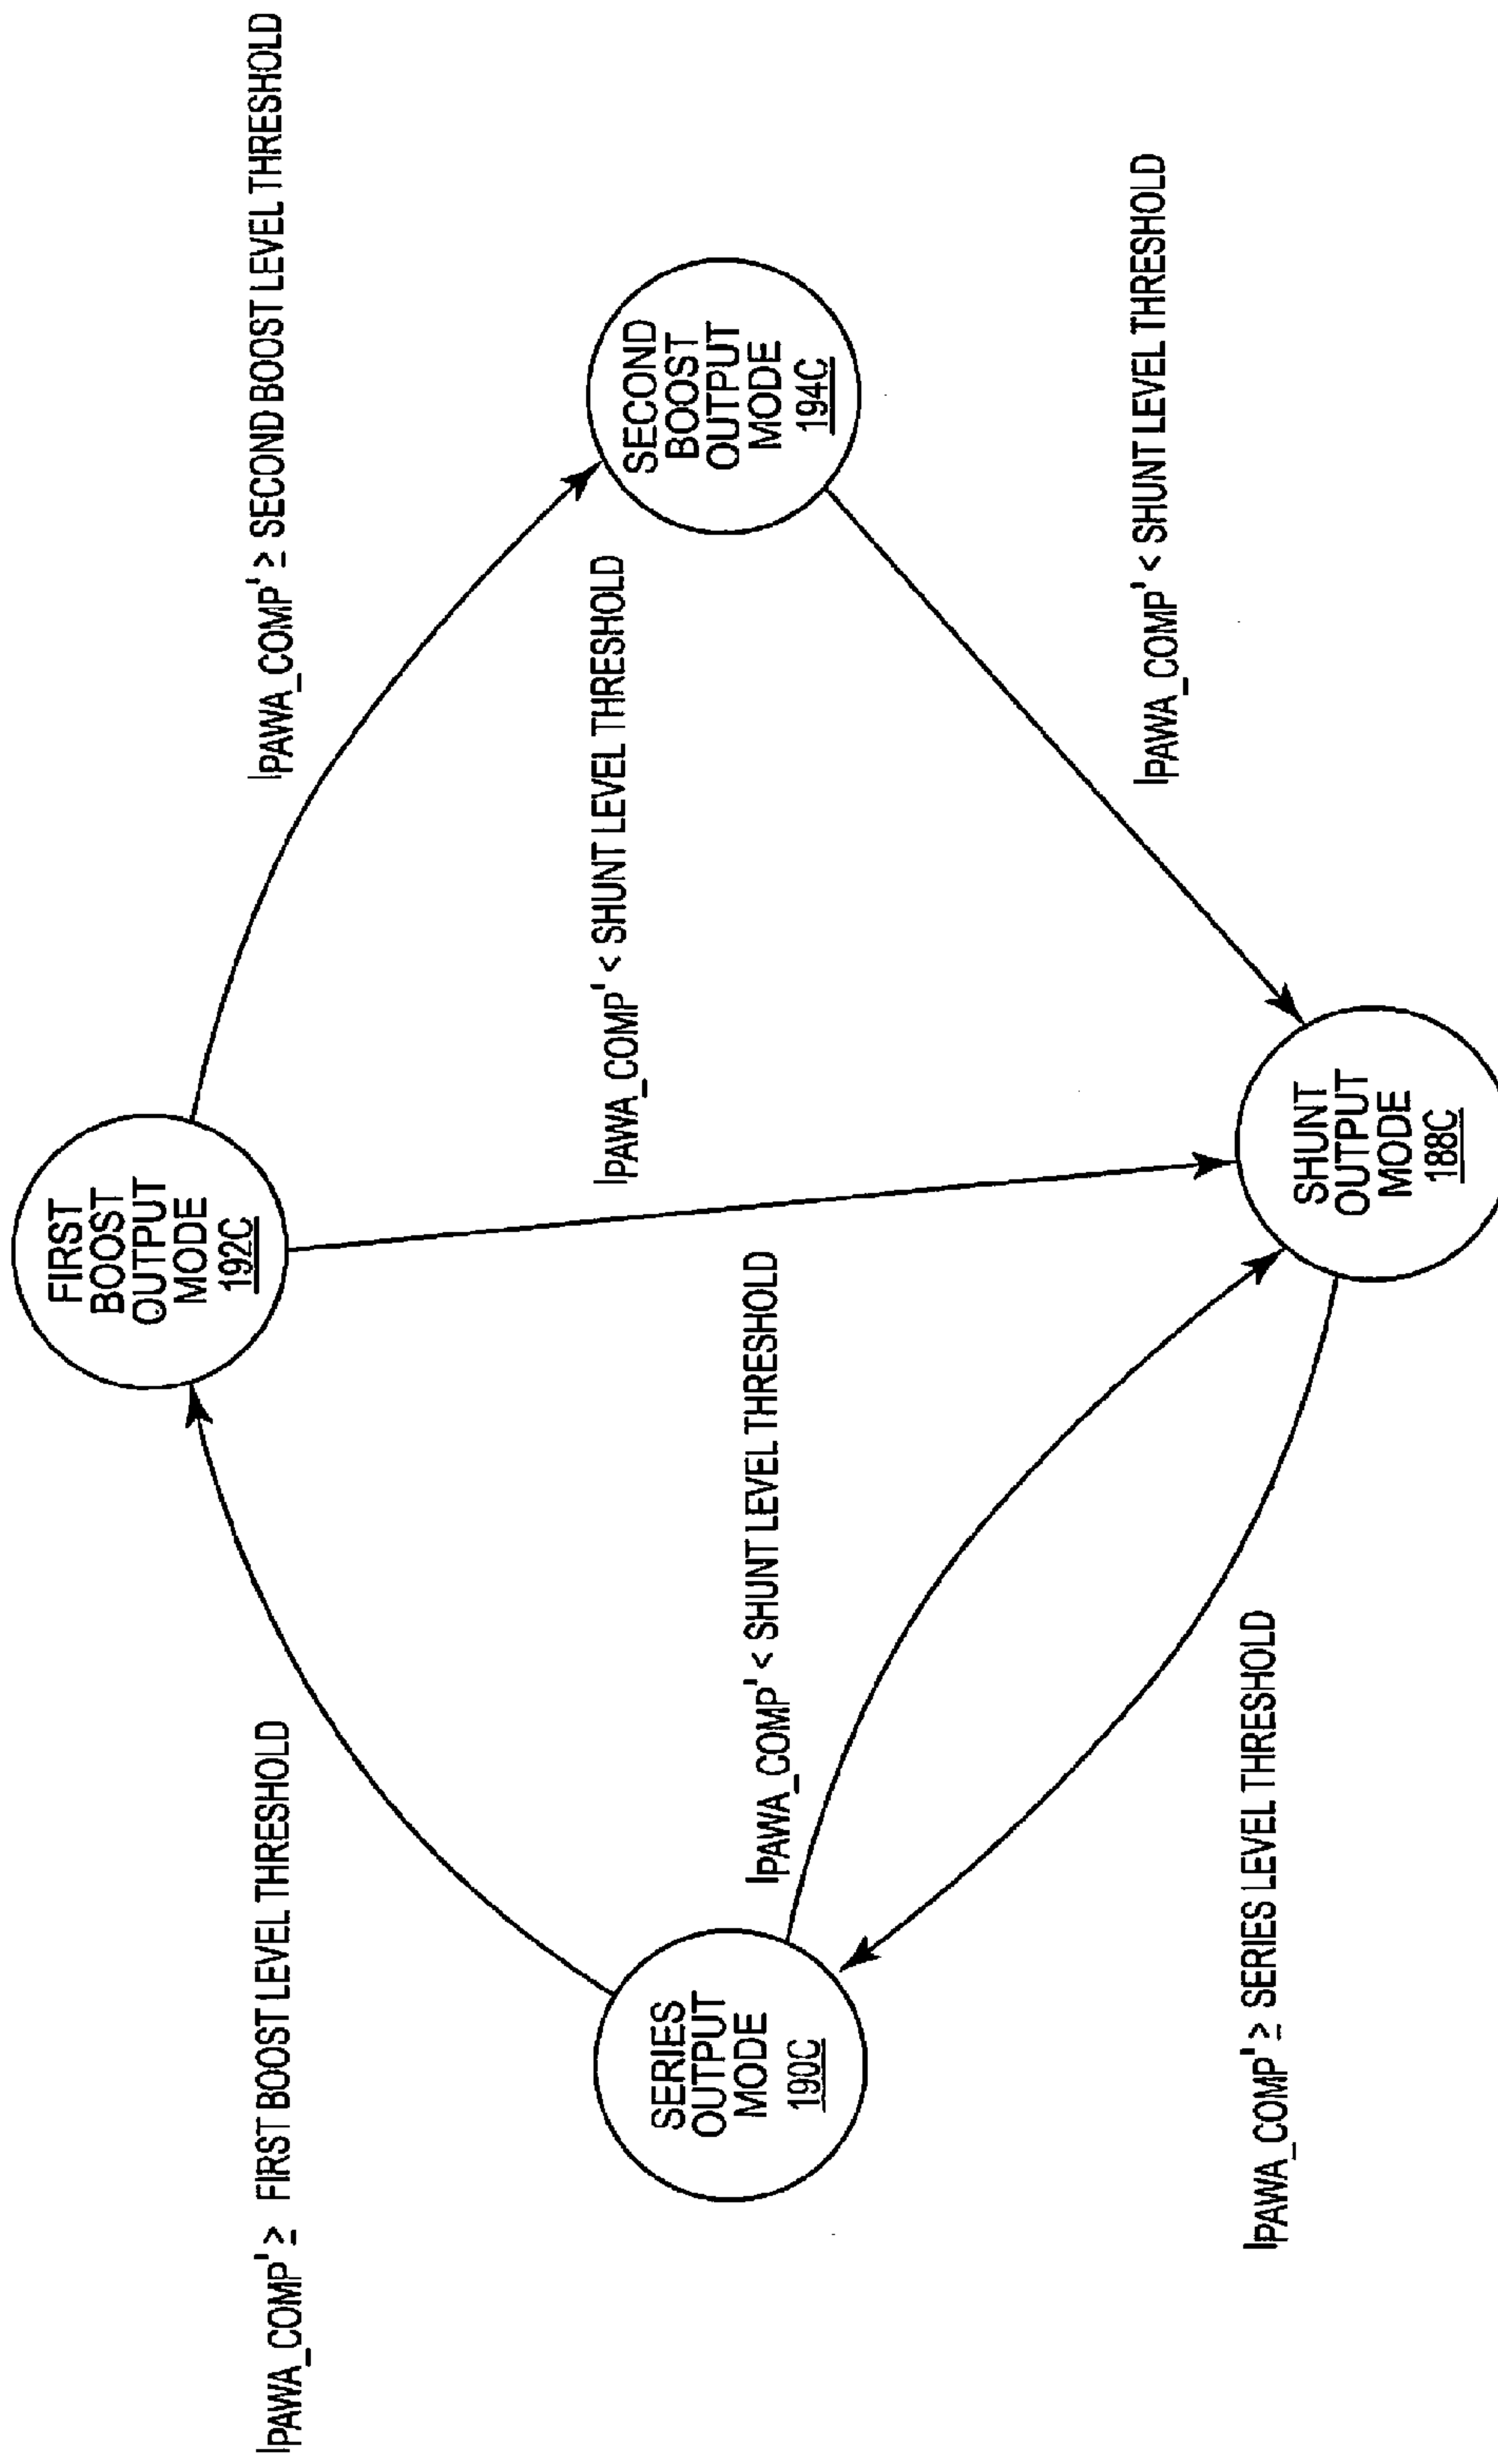 IPAWA_COMP' ≥ FIRST BOOST LEVEL THRESHOLD
IPAWA_COMP' ≥ SECOND BOOST LEVEL THRESHOLD
FIRST
BOOST
OUTPUT
MODE
192C
IPAWA_COMP' < SHUNT LEVEL THRESHOLD
IPAWA_COMP' < SHUNT LEVEL THRESHOLD
SERIES
OUTPUT
MODE
190C
SECOND
BOOST
OUTPUT
MODE
194C
IPAWA_COMP' ≥ SERIES LEVEL THRESHOLD
IPAWA_COMP' < SHUNT LEVEL THRESHOLD
SHUNT
OUTPUT
MODE
188C